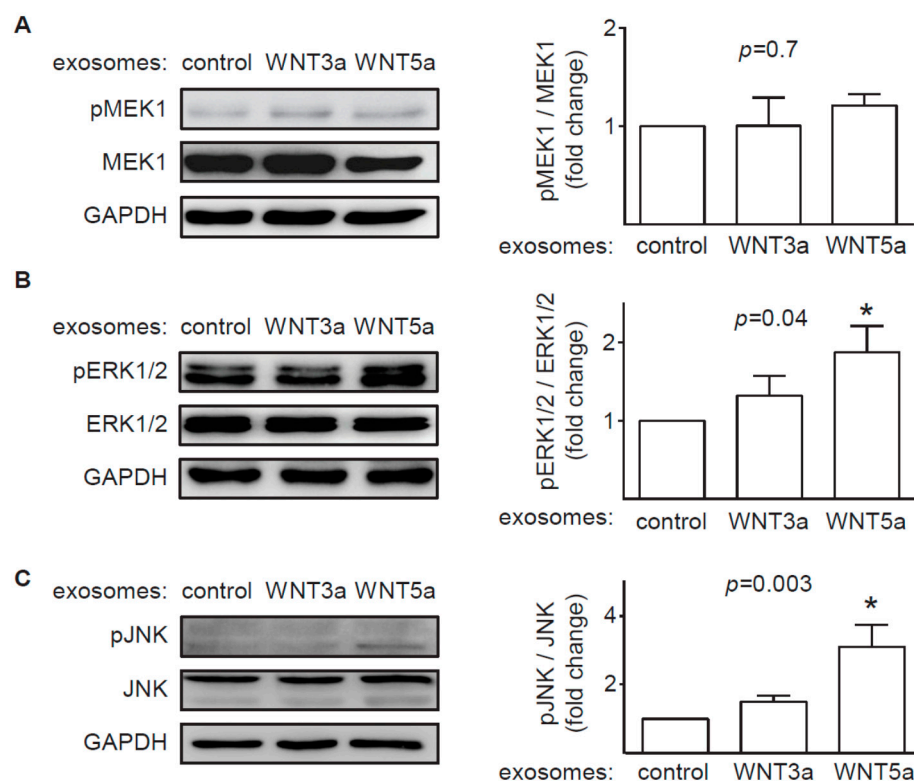 A
exosomes: control WNT3a WNT5a
pMEK1
MEK1
GAPDH
pMEK1 / MEK1
(fold change)
2
1
p=0.7
exosomes: control WNT3a WNT5a
B
exosomes: control WNT3a WNT5a
pERK1/2
ERK1/2
GAPDH
pERK1/2 / ERK1/2
(fold change)
2
1
p=0.04
*
exosomes: control WNT3a WNT5a
C
exosomes: control WNT3a WNT5a
pJNK
JNK
GAPDH
pJNK / JNK
(fold change)
4
2
p=0.003
*
exosomes: control WNT3a WNT5a